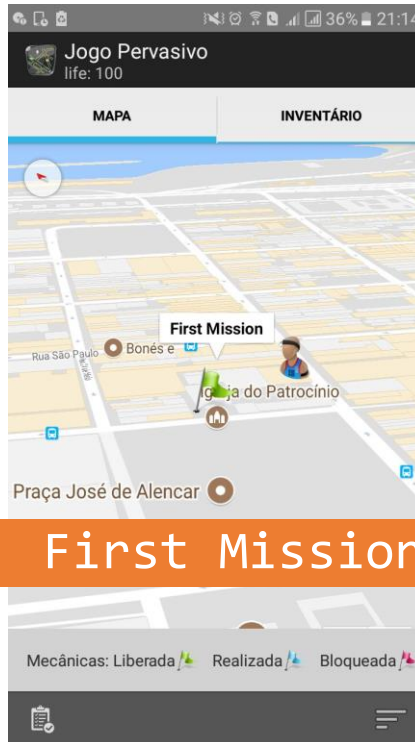 36% 21:14
Jogo Pervasivo
life: 100
MAPA INVENTÁRIO
First Mission
Rua São Paulo Bonés e
ja do Patrocínio
Praça José de Alencar
First Mission
Mecânicas: Liberada Realizada Bloqueada